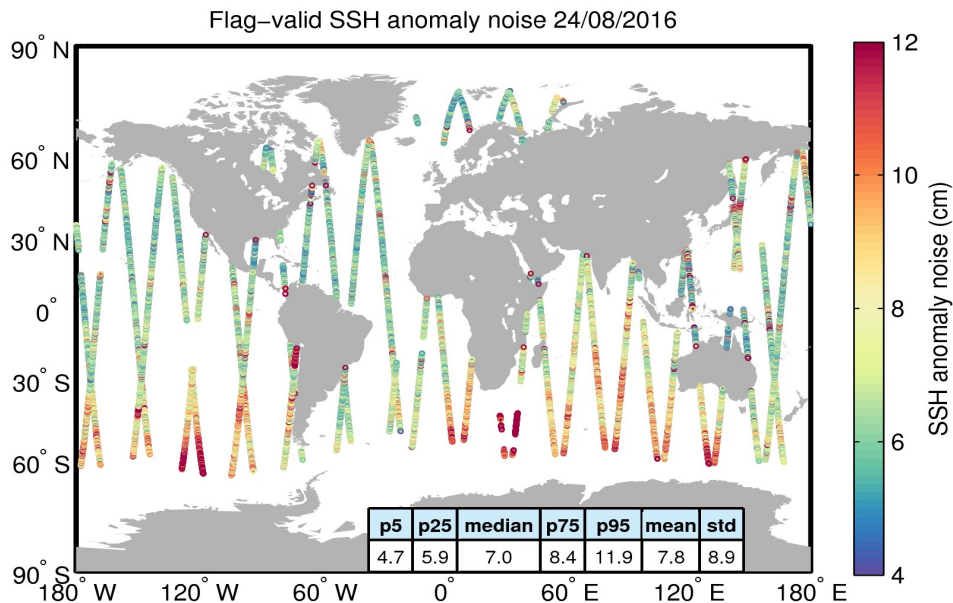 Flag−valid SSH anomaly noise 24/08/2016
90° N
60° N
30° N
0°
30° S
60° S
90° S
180° W
120° W
60° W
0°
60° E
120° E
180° E
p5 p25 median p75 p95 mean std
4.7 5.9 7.0 8.4 11.9 7.8 8.9
12
10
8
6
4
SSH anomaly noise (cm)